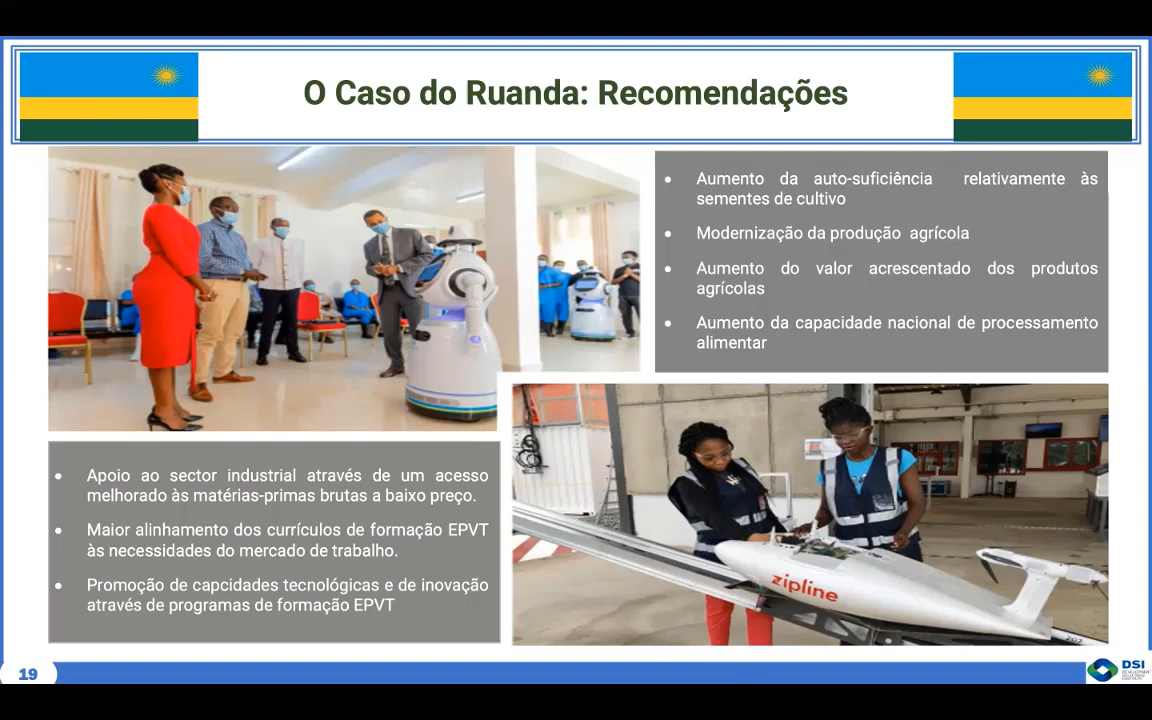 O Caso do Ruanda: Recomendações
• Aumento da auto-suficiência relativamente às
sementes de cultivo
• Modernização da produção agrícola
• Aumento do valor acrescentado dos produtos
agrícolas
• Aumento da capacidade nacional de processamento
alimentar
• Apoio ao sector industrial através de um acesso
melhorado às matérias-primas brutas a baixo preço.
• Maior alinhamento dos currículos de formação EPVT
às necessidades do mercado de trabalho.
• Promoção de capcidades tecnológicas e de inovação
através de programas de formação EPVT
zipline
19
DSI
DEVELOPMENT
SOLUTIONS
INSTITUTE